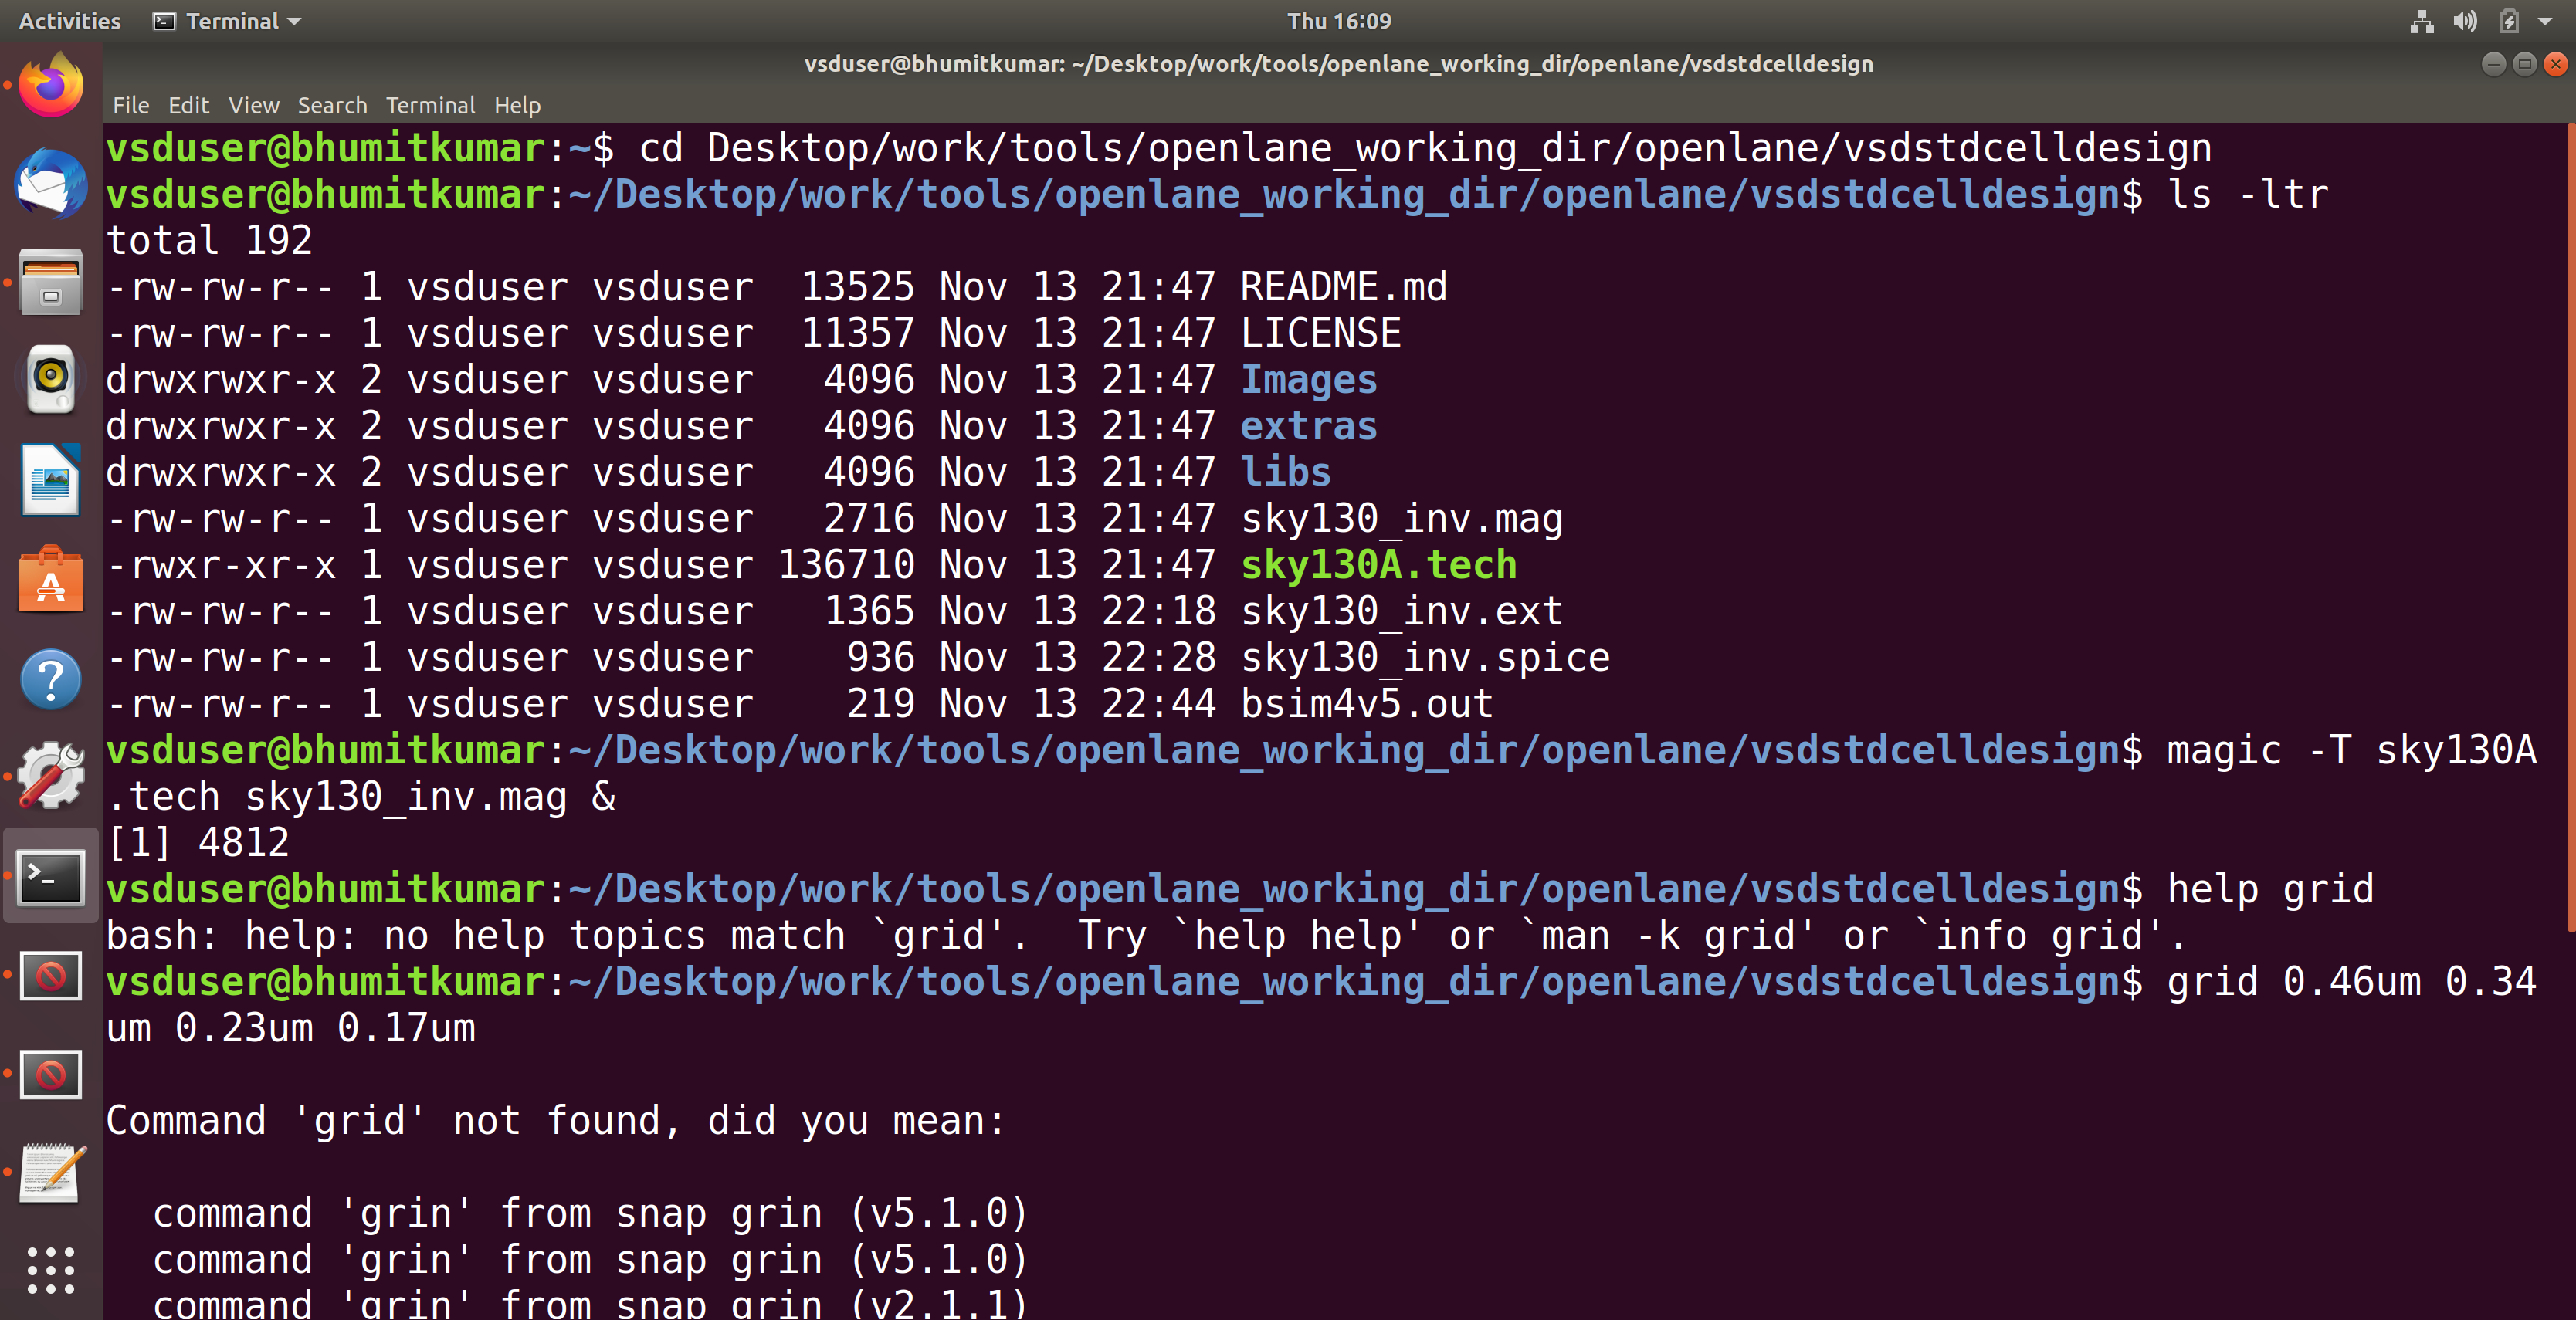 Activities Terminal Thu 16:09
vsduser@bhumitkumar: ~/Desktop/work/tools/openlane_working_dir/openlane/vsdstdcelldesign
File Edit View Search Terminal Help
vsduser@bhumitkumar:~$ cd Desktop/work/tools/openlane_working_dir/openlane/vsdstdcelldesign
vsduser@bhumitkumar:~/Desktop/work/tools/openlane_working_dir/openlane/vsdstdcelldesign$ ls -ltr
total 192
-rw-rw-r-- 1 vsduser vsduser  13525 Nov 13 21:47 README.md
-rw-rw-r-- 1 vsduser vsduser  11357 Nov 13 21:47 LICENSE
drwxrwxr-x 2 vsduser vsduser   4096 Nov 13 21:47 Images
drwxrwxr-x 2 vsduser vsduser   4096 Nov 13 21:47 extras
drwxrwxr-x 2 vsduser vsduser   4096 Nov 13 21:47 libs
-rw-rw-r-- 1 vsduser vsduser   2716 Nov 13 21:47 sky130_inv.mag
-rwxr-xr-x 1 vsduser vsduser 136710 Nov 13 21:47 sky130A.tech
-rw-rw-r-- 1 vsduser vsduser   1365 Nov 13 22:18 sky130_inv.ext
-rw-rw-r-- 1 vsduser vsduser    936 Nov 13 22:28 sky130_inv.spice
-rw-rw-r-- 1 vsduser vsduser    219 Nov 13 22:44 bsim4v5.out
vsduser@bhumitkumar:~/Desktop/work/tools/openlane_working_dir/openlane/vsdstdcelldesign$ magic -T sky130A
.tech sky130_inv.mag &
[1] 4812
vsduser@bhumitkumar:~/Desktop/work/tools/openlane_working_dir/openlane/vsdstdcelldesign$ help grid
bash: help: no help topics match `grid'.  Try `help help' or `man -k grid' or `info grid'.
vsduser@bhumitkumar:~/Desktop/work/tools/openlane_working_dir/openlane/vsdstdcelldesign$ grid 0.46um 0.34
um 0.23um 0.17um
Command 'grid' not found, did you mean:
  command 'grin' from snap grin (v5.1.0)
  command 'grin' from snap grin (v5.1.0)
  command 'grin' from snap grin (v2.1.1)